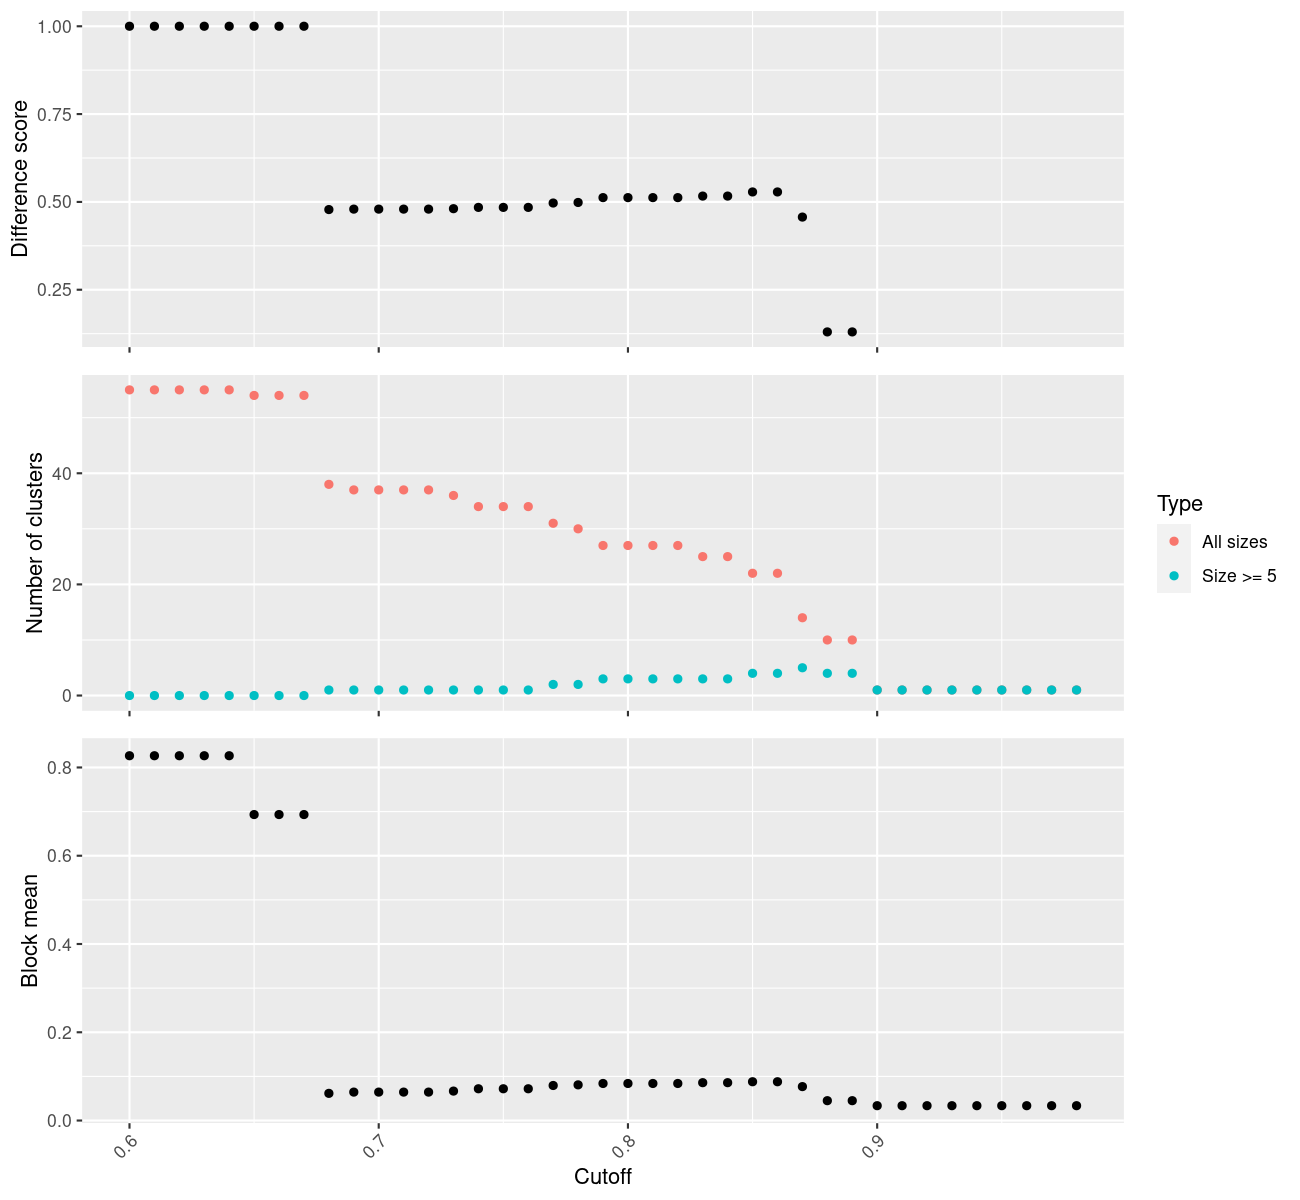 Difference score
1.00
0.75
0.50
0.25
Number of clusters
40
20
0
Type
All sizes
Size >= 5
Block mean
0.8
0.6
0.4
0.2
0.0
0.6 0.7 0.8 0.9
Cutoff